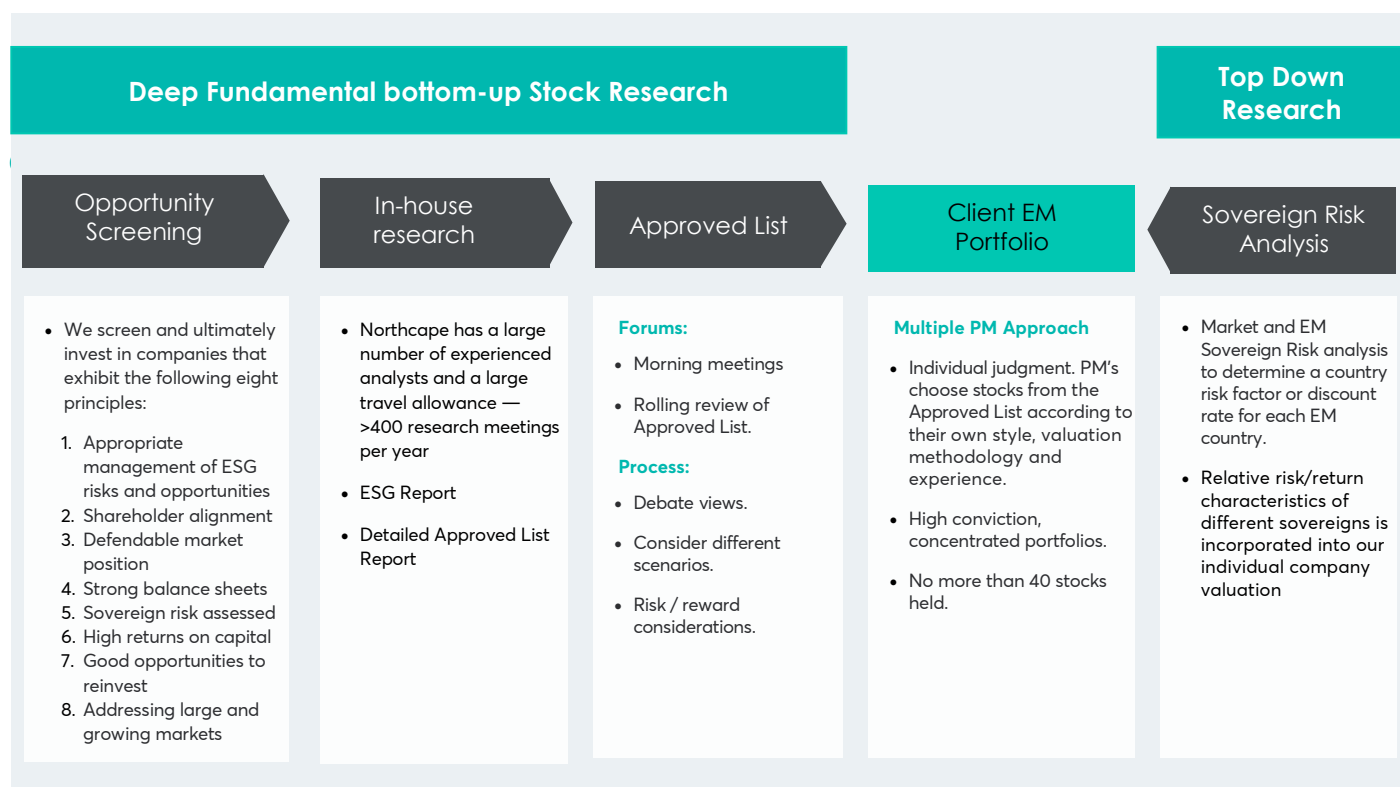 Deep Fundamental bottom-up Stock Research
Top Down
Research
Opportunity
Screening
In-house
research
Approved List
Client EM
Portfolio
Sovereign Risk
Analysis
• We screen and ultimately
invest in companies that
exhibit the following eight
principles:
1. Appropriate
management of ESG
risks and opportunities
2. Shareholder alignment
3. Defendable market
position
4. Strong balance sheets
5. Sovereign risk assessed
6. High returns on capital
7. Good opportunities to
reinvest
8. Addressing large and
growing markets
• Northcape has a large
number of experienced
analysts and a large
travel allowance —
>400 research meetings
per year
• ESG Report
• Detailed Approved List
Report
Forums:
• Morning meetings
• Rolling review of
Approved List.
Process:
• Debate views.
• Consider different
scenarios.
• Risk / reward
considerations.
Multiple PM Approach
• Individual judgment. PM's
choose stocks from the
Approved List according to
their own style, valuation
methodology and
experience.
• High conviction,
concentrated portfolios.
• No more than 40 stocks
held.
• Market and EM
Sovereign Risk analysis
to determine a country
risk factor or discount
rate for each EM
country.
• Relative risk/return
characteristics of
different sovereigns is
incorporated into our
individual company
valuation